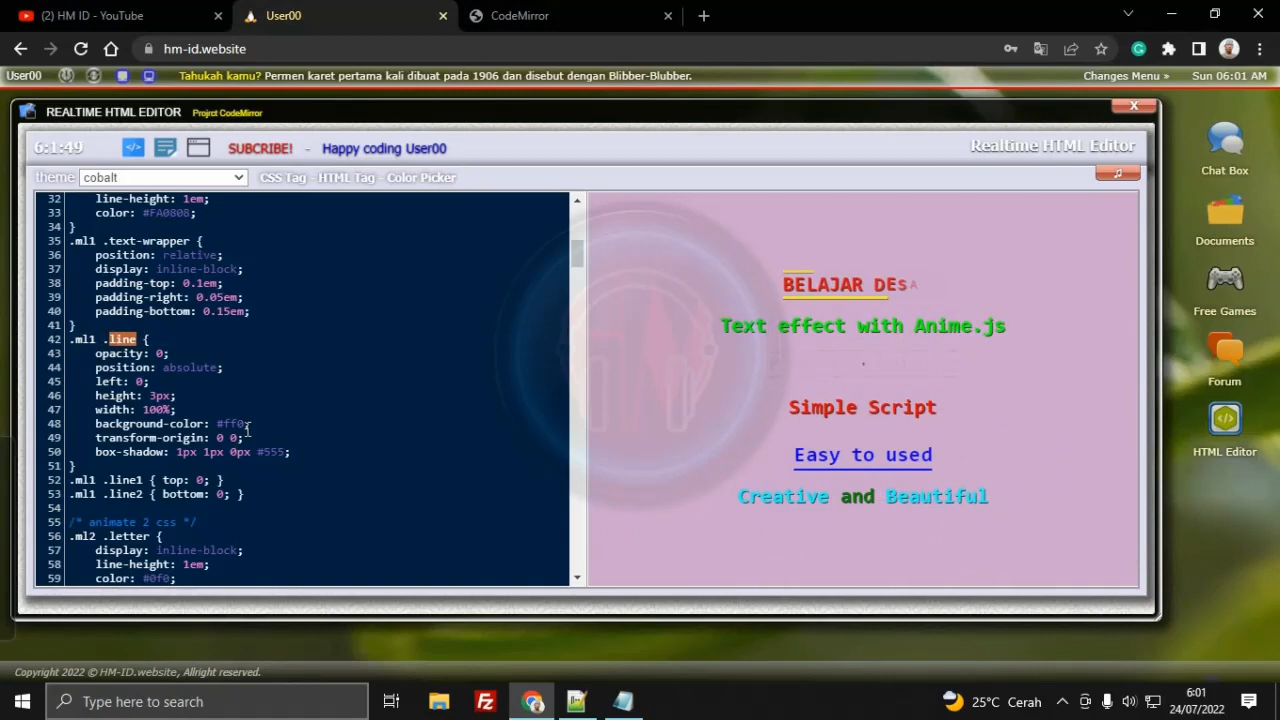 (2) HM ID - YouTube
User00
CodeMirror
hm-id.website
User00
Tahukah kamu? Permen karet pertama kali dibuat pada 1906 dan disebut dengan Blibber-Blubber.
Changes Menu »
Sun 06:01 AM
REALTIME HTML EDITOR
Projrct CodeMirror
6:1:49
SUBCRIBE! - Happy coding User00
Realtime HTML Editor
theme
cobalt
CSS Tag - HTML Tag - Color Picker
32 line-height: 1em;
33 color: #FA0808;
34 }
35 .ml1 .text-wrapper {
36 position: relative;
37 display: inline-block;
38 padding-top: 0.1em;
39 padding-right: 0.05em;
40 padding-bottom: 0.15em;
41 }
42 .ml1 .line {
43 opacity: 0;
44 position: absolute;
45 left: 0;
46 height: 3px;
47 width: 100%;
48 background-color: #ff0;
49 transform-origin: 0 0;
50 box-shadow: 1px 1px 0px #555;
51 }
52 .ml1 .line1 { top: 0; }
53 .ml1 .line2 { bottom: 0; }
54
55 /* animate 2 css */
56 .ml2 .letter {
57 display: inline-block;
58 line-height: 1em;
59 color: #0f0;
BELAJAR DESA
Text effect with Anime.js
Simple Script
Easy to used
Creative and Beautiful
Chat Box
Documents
Free Games
Forum
HTML Editor
Copyright 2022 © HM-ID.website, Allright reserved.
Type here to search
25°C Cerah
6:01
24/07/2022